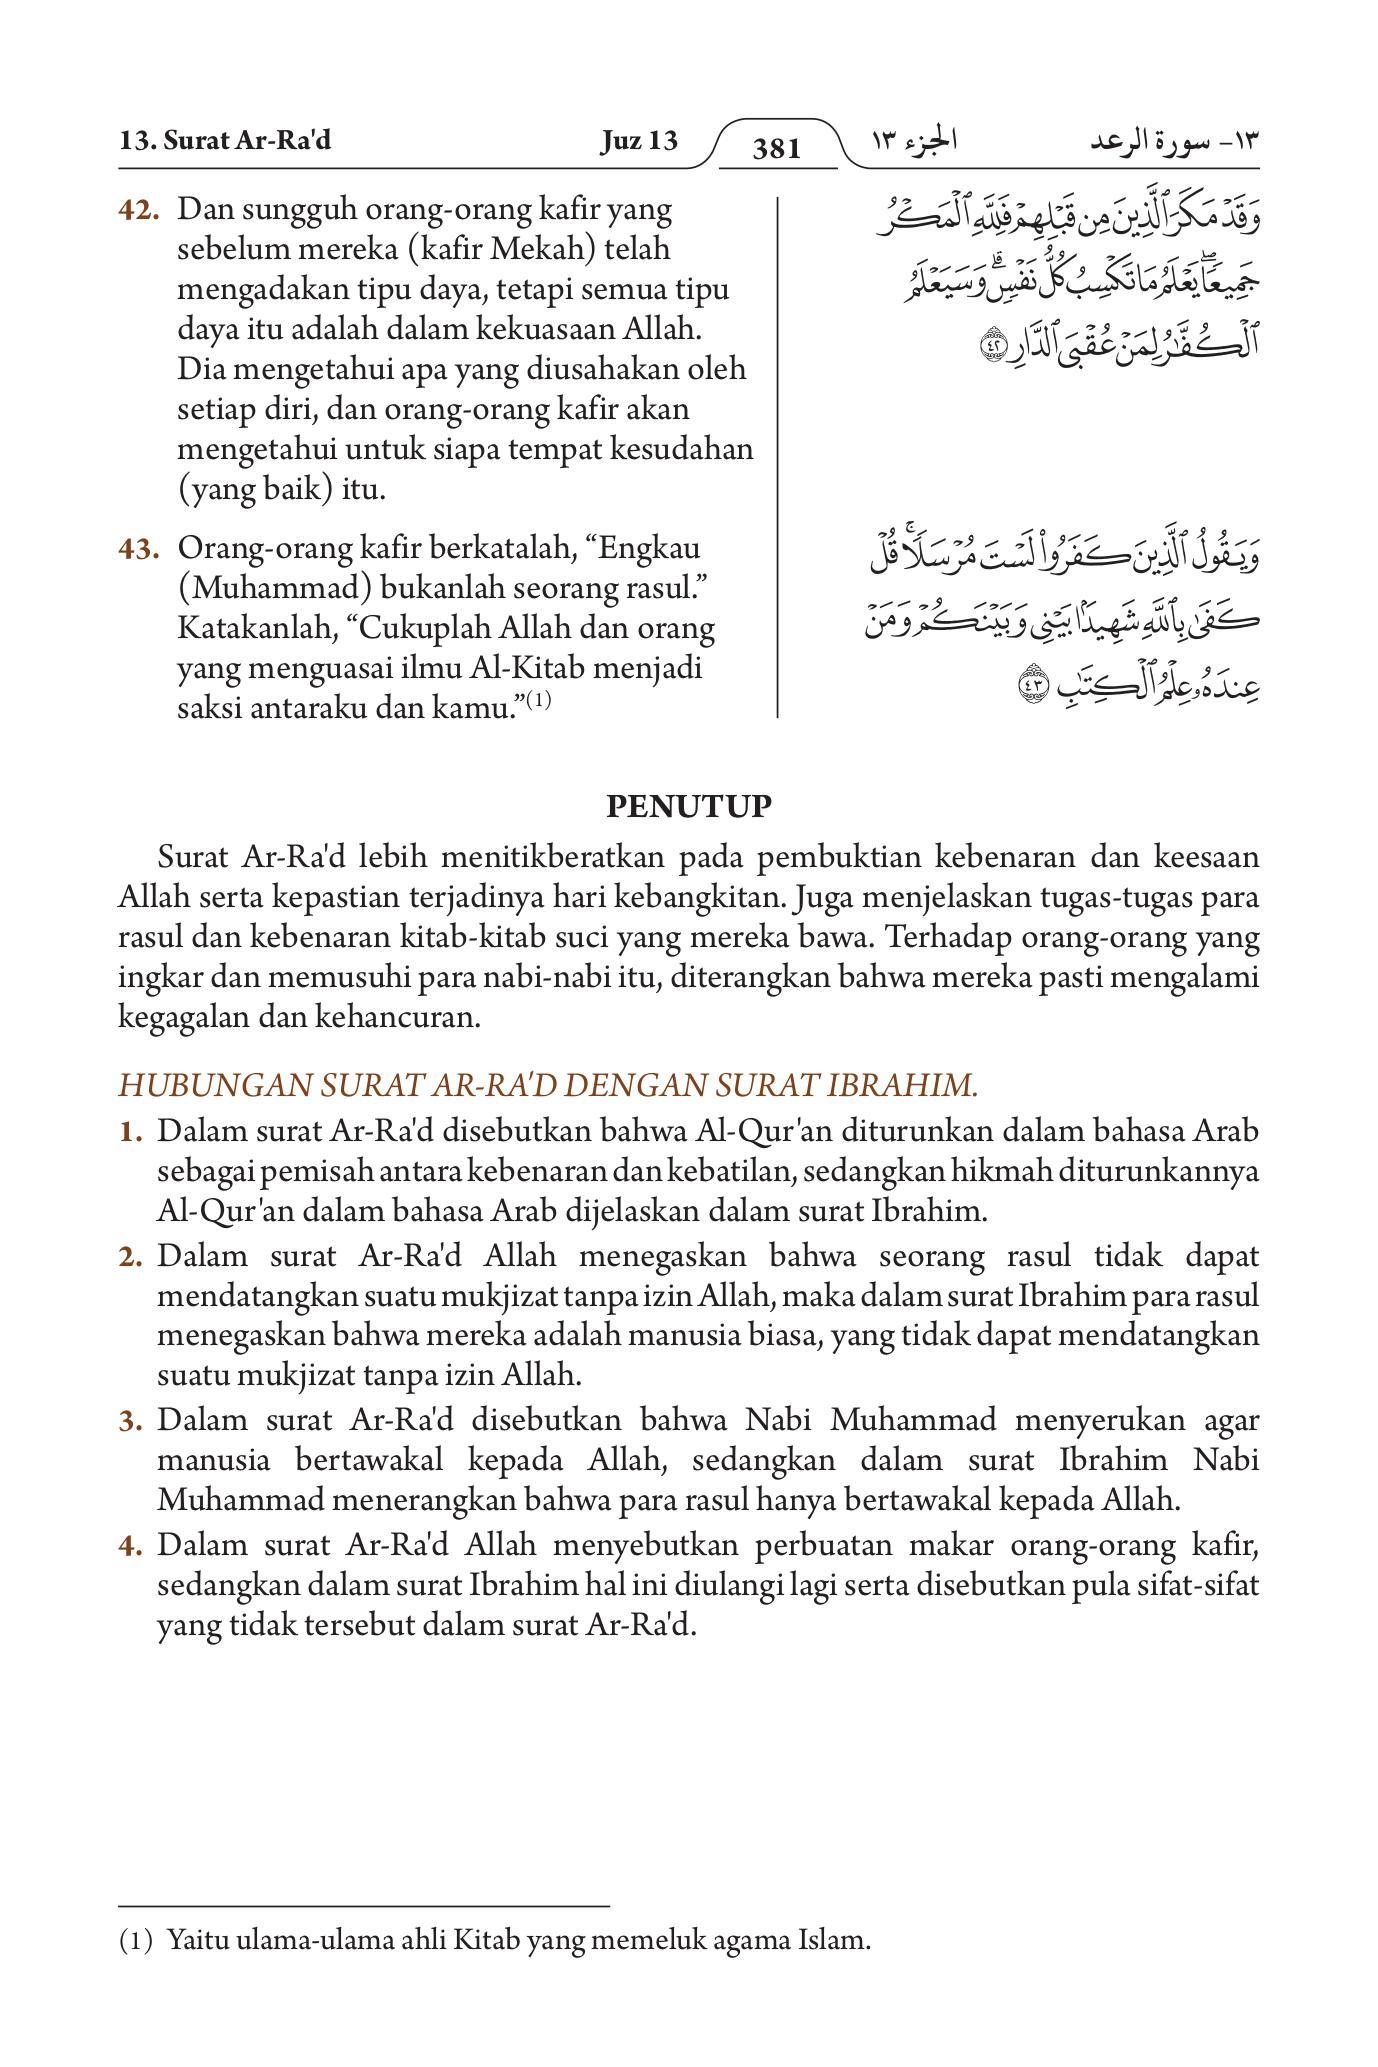 13. Surat Ar-Ra'd Juz 13 381 الجزء ١٣ ١٣- سورة الرعد
42. Dan sungguh orang-orang kafir yang
sebelum mereka (kafir Mekah) telah
mengadakan tipu daya, tetapi semua tipu
daya itu adalah dalam kekuasaan Allah.
Dia mengetahui apa yang diusahakan oleh
setiap diri, dan orang-orang kafir akan
mengetahui untuk siapa tempat kesudahan
(yang baik) itu.
وَقَدْ مَكَرَ ٱلَّذِينَ مِن قَبْلِهِمْ فَلِلَّهِ ٱلْمَكْرُ
جَمِيعًا ۖ يَعْلَمُ مَا تَكْسِبُ كُلُّ نَفْسٍ ۗ وَسَيَعْلَمُ
ٱلْكُفَّٰرُ لِمَنْ عُقْبَى ٱلدَّارِ ٤٢
43. Orang-orang kafir berkatalah, “Engkau
(Muhammad) bukanlah seorang rasul.”
Katakanlah, “Cukuplah Allah dan orang
yang menguasai ilmu Al-Kitab menjadi
saksi antaraku dan kamu.”(1)
وَيَقُولُ ٱلَّذِينَ كَفَرُوا۟ لَسْتَ مُرْسَلًا ۚ قُلْ
كَفَىٰ بِٱللَّهِ شَهِيدًۢا بَيْنِى وَبَيْنَكُمْ وَمَنْ
عِندَهُۥ عِلْمُ ٱلْكِتَٰبِ ٤٣
PENUTUP
Surat Ar-Ra'd lebih menitikberatkan pada pembuktian kebenaran dan keesaan
Allah serta kepastian terjadinya hari kebangkitan. Juga menjelaskan tugas-tugas para
rasul dan kebenaran kitab-kitab suci yang mereka bawa. Terhadap orang-orang yang
ingkar dan memusuhi para nabi-nabi itu, diterangkan bahwa mereka pasti mengalami
kegagalan dan kehancuran.
HUBUNGAN SURAT AR-RA'D DENGAN SURAT IBRAHIM.
1. Dalam surat Ar-Ra'd disebutkan bahwa Al-Qur'an diturunkan dalam bahasa Arab
sebagai pemisah antara kebenaran dan kebatilan, sedangkan hikmah diturunkannya
Al-Qur'an dalam bahasa Arab dijelaskan dalam surat Ibrahim.
2. Dalam surat Ar-Ra'd Allah menegaskan bahwa seorang rasul tidak dapat
mendatangkan suatu mukjizat tanpa izin Allah, maka dalam surat Ibrahim para rasul
menegaskan bahwa mereka adalah manusia biasa, yang tidak dapat mendatangkan
suatu mukjizat tanpa izin Allah.
3. Dalam surat Ar-Ra'd disebutkan bahwa Nabi Muhammad menyerukan agar
manusia bertawakal kepada Allah, sedangkan dalam surat Ibrahim Nabi
Muhammad menerangkan bahwa para rasul hanya bertawakal kepada Allah.
4. Dalam surat Ar-Ra'd Allah menyebutkan perbuatan makar orang-orang kafir,
sedangkan dalam surat Ibrahim hal ini diulangi lagi serta disebutkan pula sifat-sifat
yang tidak tersebut dalam surat Ar-Ra'd.
(1) Yaitu ulama-ulama ahli Kitab yang memeluk agama Islam.